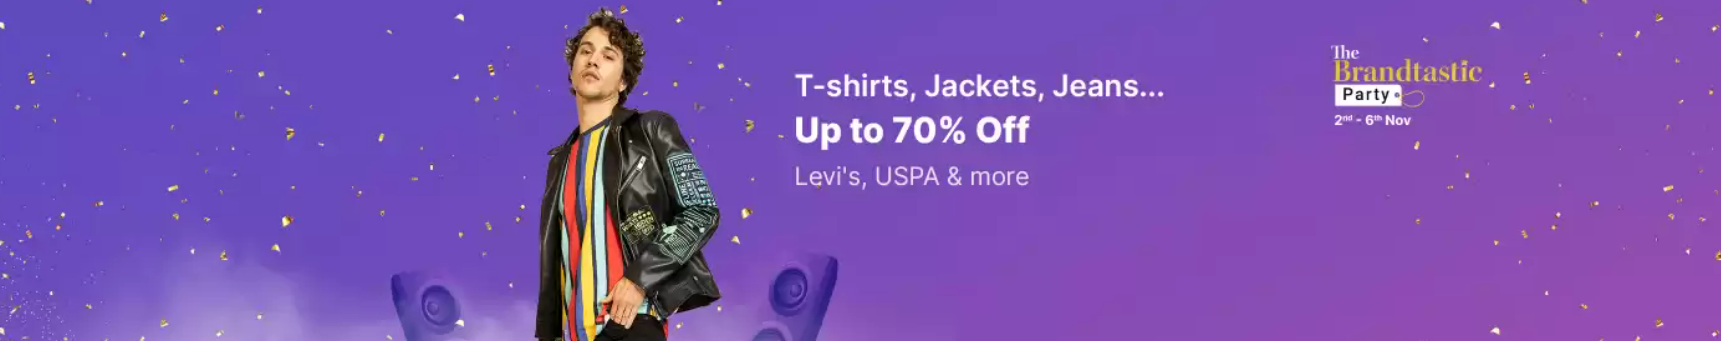 T-shirts, Jackets, Jeans...
Up to 70% Off
Levi's, USPA & more
The
Brandtastic
Party
2nd - 6th Nov